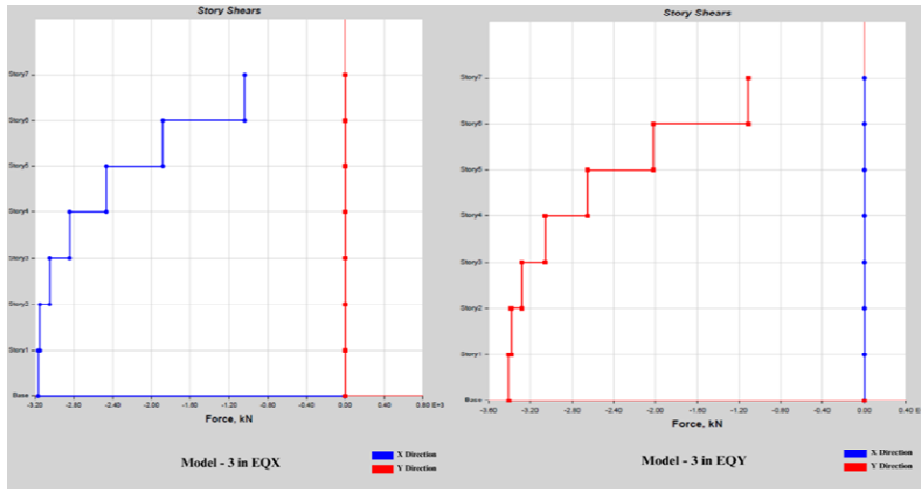 Story Shears
Story7
Story6
Story5
Story4
Story3
Story2
Story1
Base
-3.20 -2.80 -2.40 -2.00 -1.60 -1.20 -0.80 -0.40 0.00 0.40 0.80 E+3
Force, kN
Model - 3 in EQX
X Direction
Y Direction
Story Shears
Story7
Story6
Story5
Story4
Story3
Story2
Story1
Base
-3.60 -3.20 -2.80 -2.40 -2.00 -1.60 -1.20 -0.80 -0.40 0.00 0.40 E
Force, kN
Model - 3 in EQY
X Direction
Y Direction